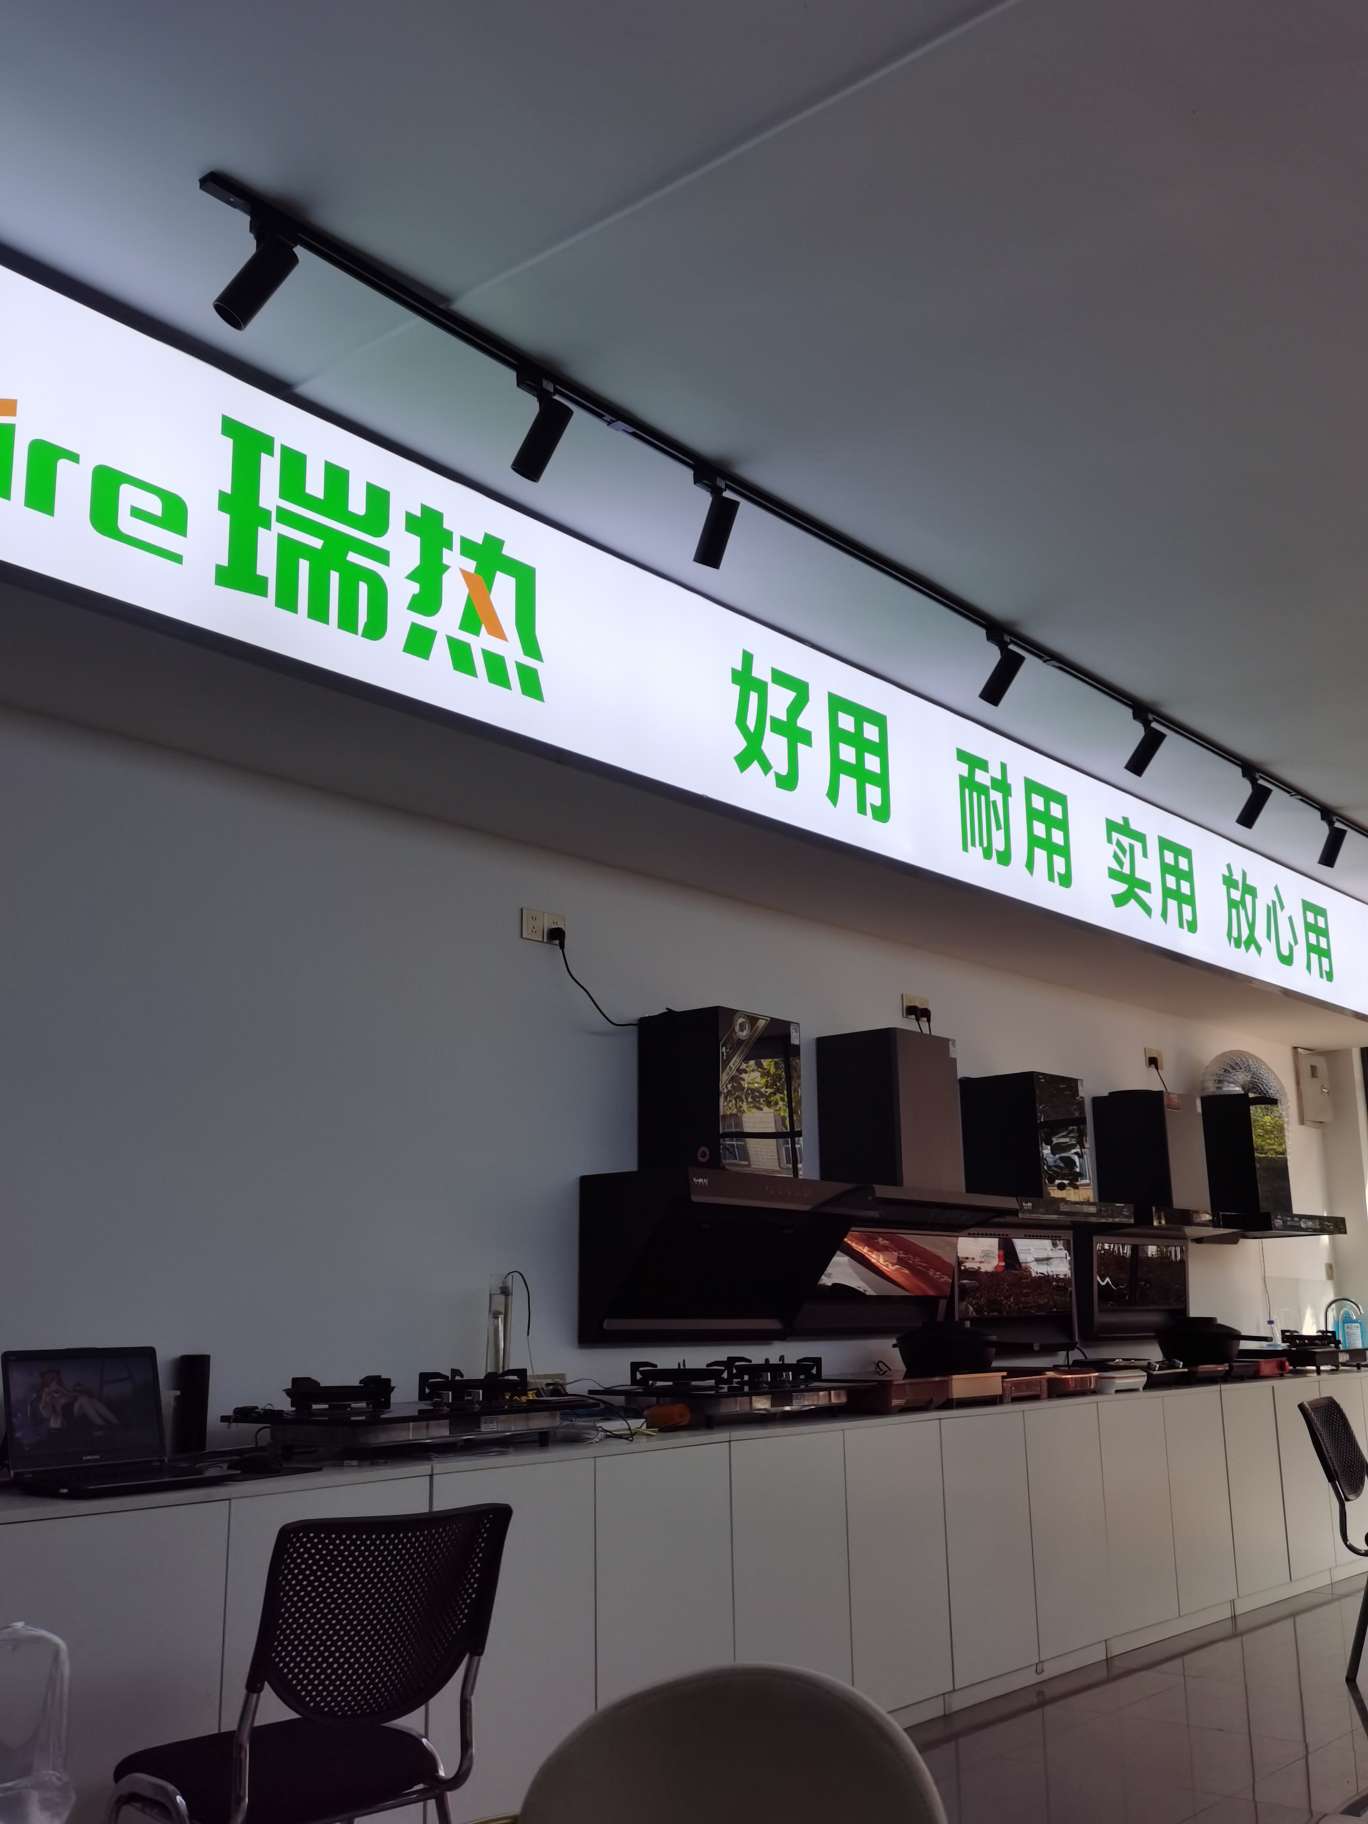 ire瑞热 好用 耐用 实用 放心用